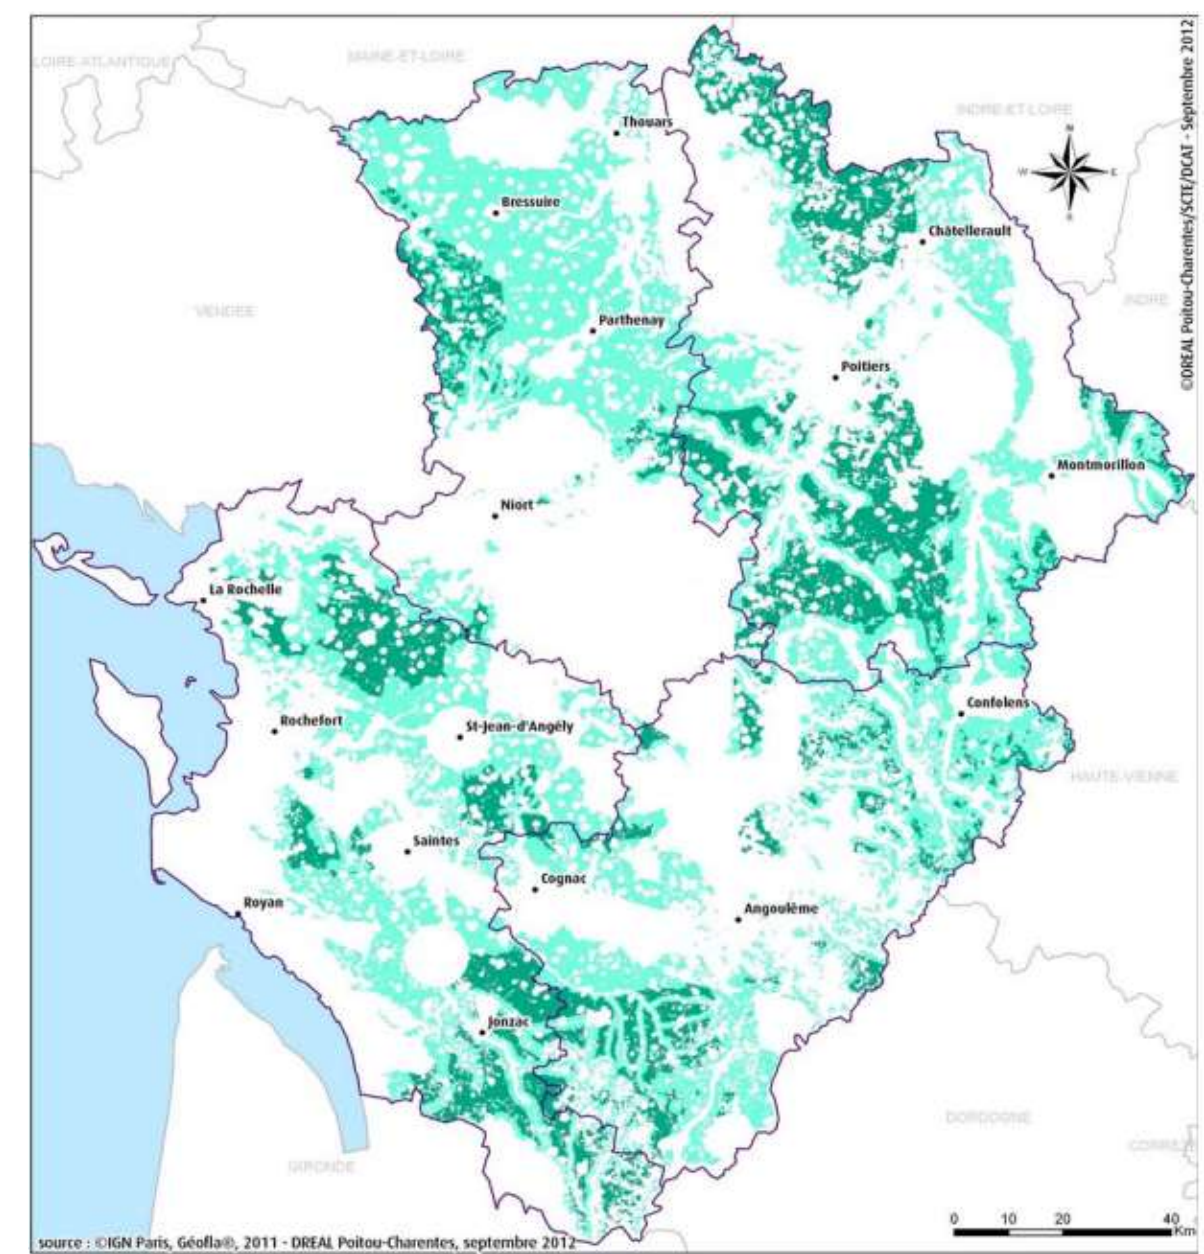 LOIRE-ATLANTIQUE
MAINE-ET-LOIRE
INDRE-ET-LOIRE
©DREAL Poitou-Charentes/SCTE/DCAT - Septembre 2012
Thouars
N
W
E
S
Bressuire
Châtellerault
VENDEE
INDRE
Parthenay
Poitiers
Montmorillon
Niort
La Rochelle
Confolens
Rochefort
St-Jean-d'Angély
HAUTE-VIENNE
Saintes
Cognac
Royan
Angoulême
Jonzac
DORDOGNE
CORREZE
GIRONDE
0 10 20 40
Km
source : ©IGN Paris, Géofla®, 2011 - DREAL Poitou-Charentes, septembre 2012